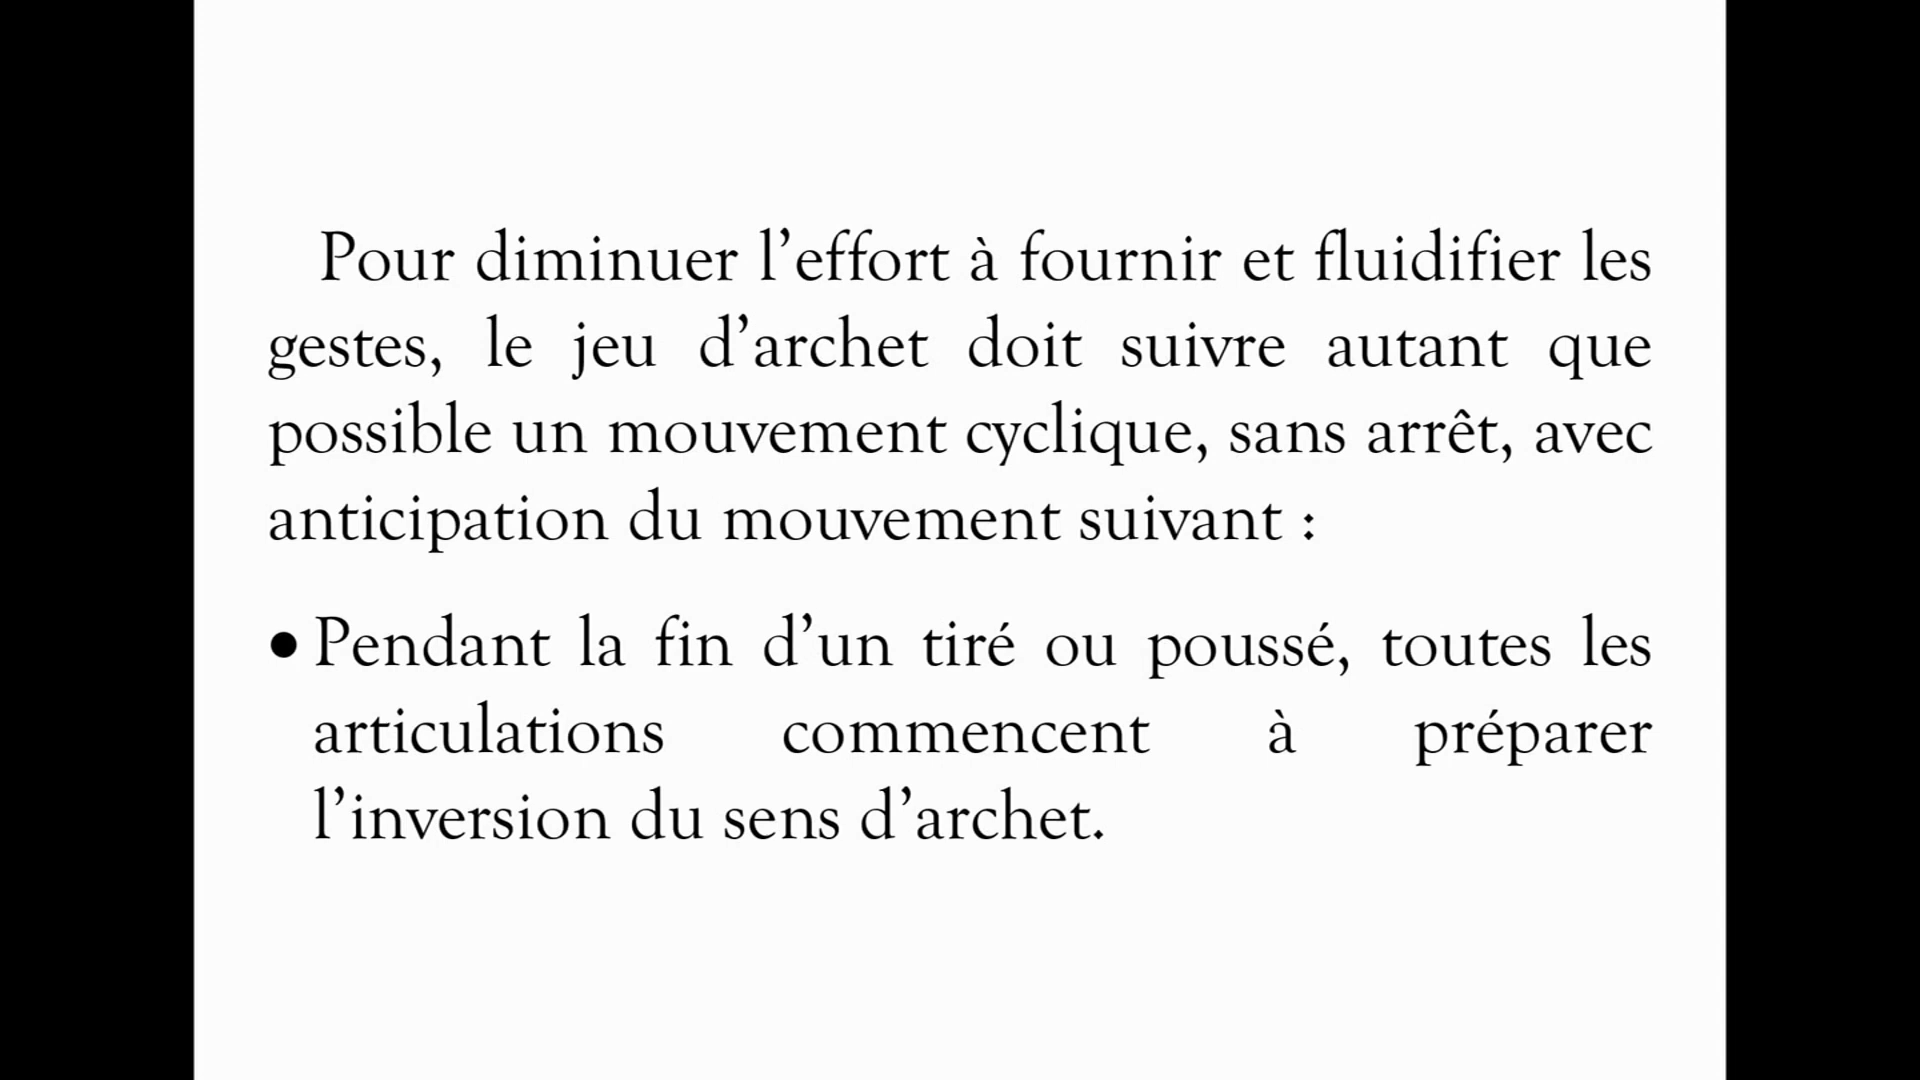 Pour diminuer l’effort à fournir et fluidifier les
gestes, le jeu d’archet doit suivre autant que
possible un mouvement cyclique, sans arrêt, avec
anticipation du mouvement suivant :
• Pendant la fin d’un tiré ou poussé, toutes les
articulations commencent à préparer
l’inversion du sens d’archet.